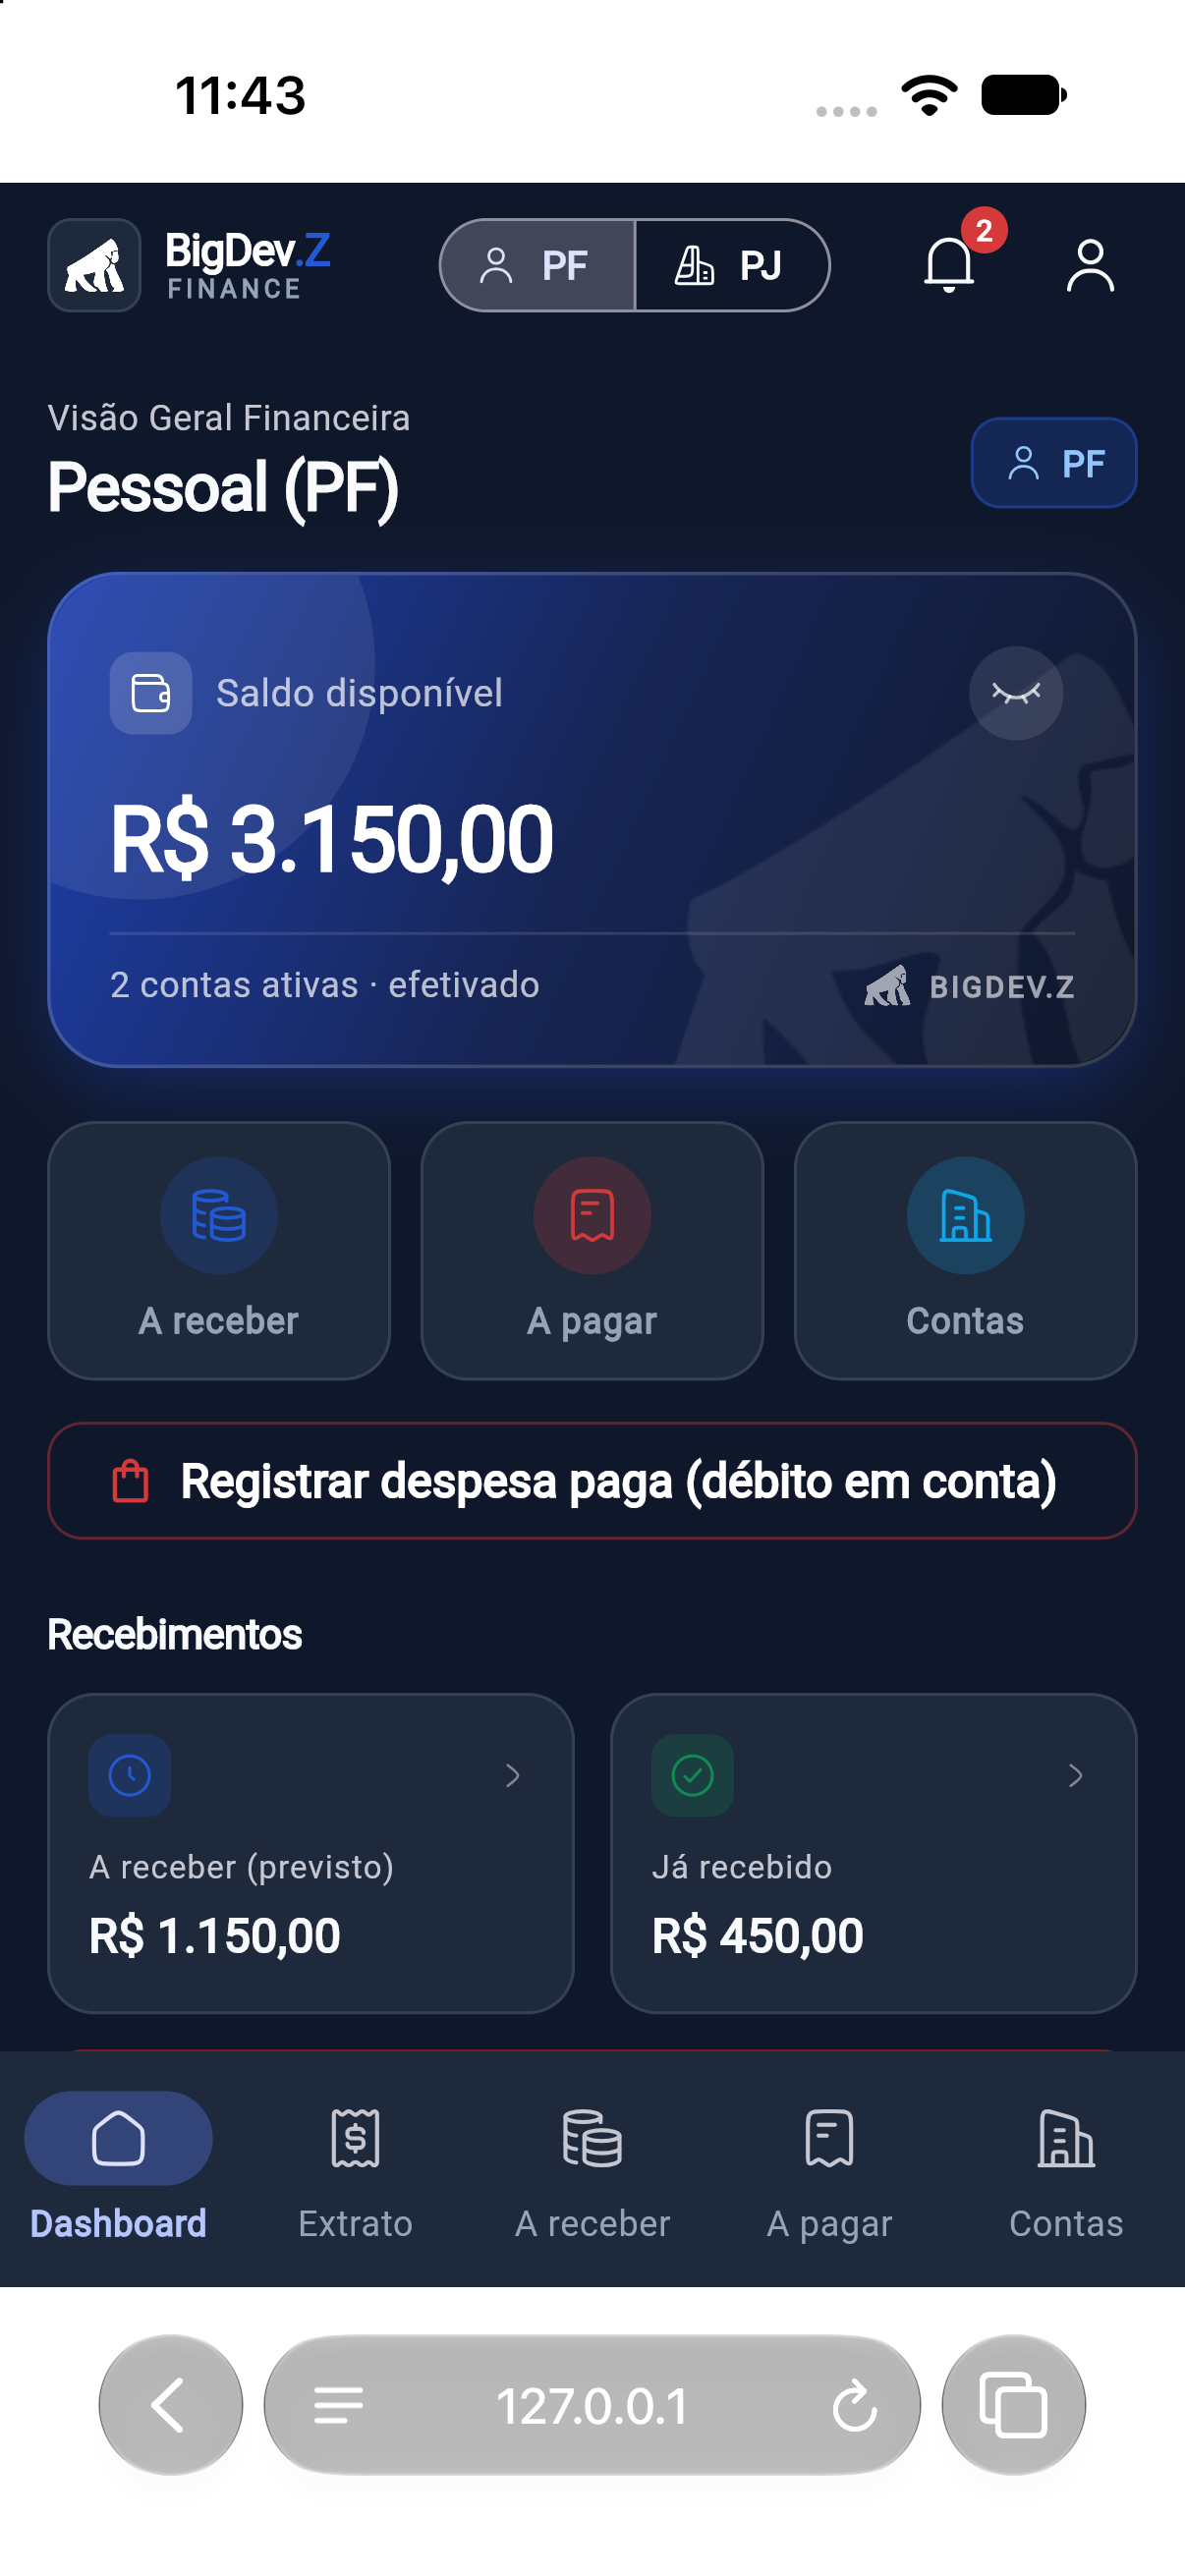 11:43
BigDev.Z
FINANCE
PF
PJ
2
Visão Geral Financeira
Pessoal (PF)
PF
Saldo disponível
R$ 3.150,00
2 contas ativas · efetivado
BIGDEV.Z
A receber
A pagar
Contas
Registrar despesa paga (débito em conta)
Recebimentos
A receber (previsto)
R$ 1.150,00
Já recebido
R$ 450,00
Dashboard
Extrato
A receber
A pagar
Contas
127.0.0.1